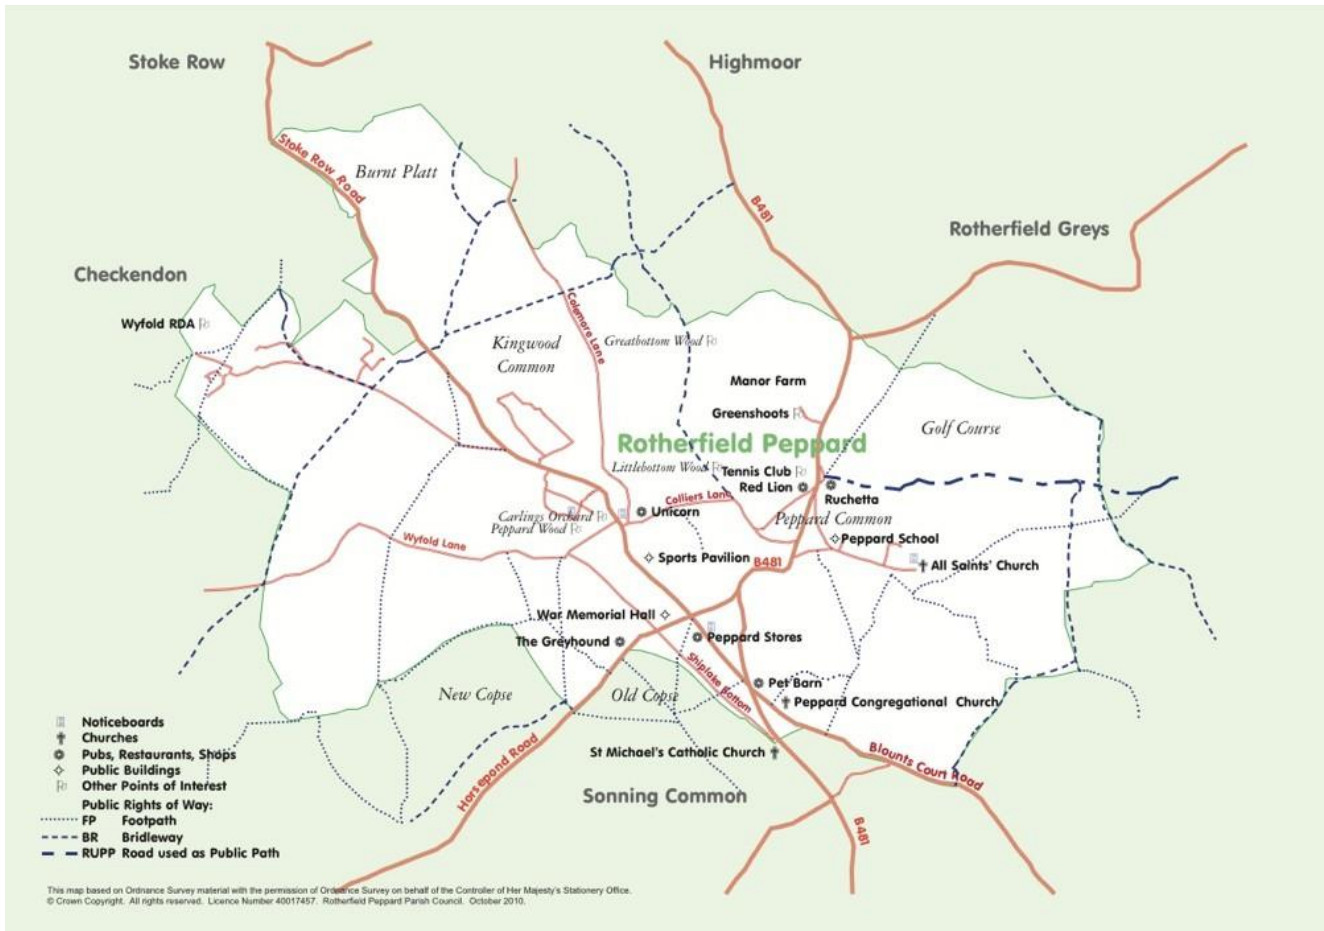 Stoke Row
Highmoor
Stoke Row Road
Burnt Platt
B481
Rotherfield Greys
Checkendon
Wyfold RDA
Colemore Lane
Kingwood
Common
Greatbottom Wood
Manor Farm
Greenshoots
Golf Course
Rotherfield Peppard
Littlebottom Wood
Tennis Club
Red Lion
Ruchetta
Colliers Lane
Carlings Orchard
Unicorn
Peppard Common
Peppard Wood
Wyfold Lane
Peppard School
Sports Pavilion
B481
All Saints' Church
War Memorial Hall
The Greyhound
Peppard Stores
Shiplake Bottom
New Copse
Old Copse
Pet Barn
Peppard Congregational Church
St Michael's Catholic Church
Blounts Court Road
Horsepond Road
Sonning Common
B481
Noticeboards
Churches
Pubs, Restaurants, Shops
Public Buildings
Other Points of Interest
Public Rights of Way:
FP Footpath
BR Bridleway
RUPP Road used as Public Path
This map based on Ordnance Survey material with the permission of Ordnance Survey on behalf of the Controller of Her Majesty's Stationery Office.
© Crown Copyright. All rights reserved. Licence Number 40017457. Rotherfield Peppard Parish Council. October 2010.